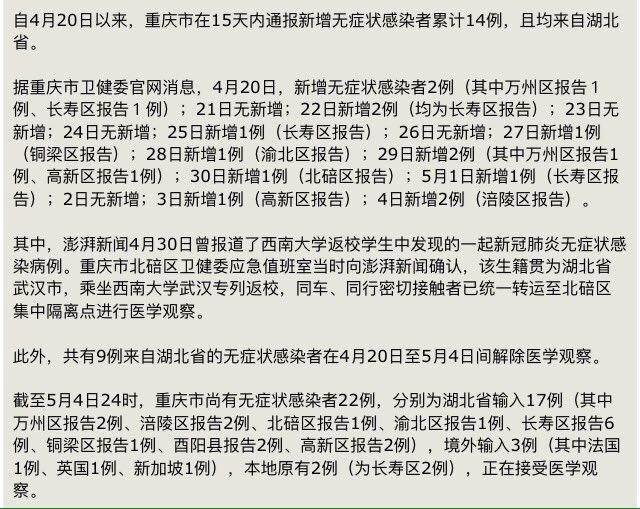 自4月20日以来，重庆市在15天内通报新增无症状感染者累计14例，且均来自湖北
省。
据重庆市卫健委官网消息，4月20日，新增无症状感染者2例（其中万州区报告１
例、长寿区报告１例）；21日无新增；22日新增2例（均为长寿区报告）；23日无
新增；24日无新增；25日新增1例（长寿区报告）；26日无新增；27日新增1例
（铜梁区报告）；28日新增1例（渝北区报告）；29日新增2例（其中万州区报告1
例、高新区报告1例）；30日新增1例（北碚区报告）；5月1日新增1例（长寿区报
告）；2日无新增；3日新增1例（高新区报告）；4日新增2例（涪陵区报告）。
其中，澎湃新闻4月30日曾报道了西南大学返校学生中发现的一起新冠肺炎无症状
感染病例。重庆市北碚区卫健委应急值班室当时向澎湃新闻确认，该生籍贯为湖北省
武汉市，乘坐西南大学武汉专列返校，同车、同行密切接触者已统一转运至北碚区
集中隔离点进行医学观察。
此外，共有9例来自湖北省的无症状感染者在4月20日至5月4日间解除医学观察。
截至5月4日24时，重庆市尚有无症状感染者22例，分别为湖北省输入17例（其中
万州区报告2例、涪陵区报告2例、北碚区报告1例、渝北区报告1例、长寿区报告6
例、铜梁区报告1例、酉阳县报告2例、高新区报告2例），境外输入3例（其中法国
1例、英国1例、新加坡1例），本地原有2例（为长寿区2例），正在接受医学观
察。